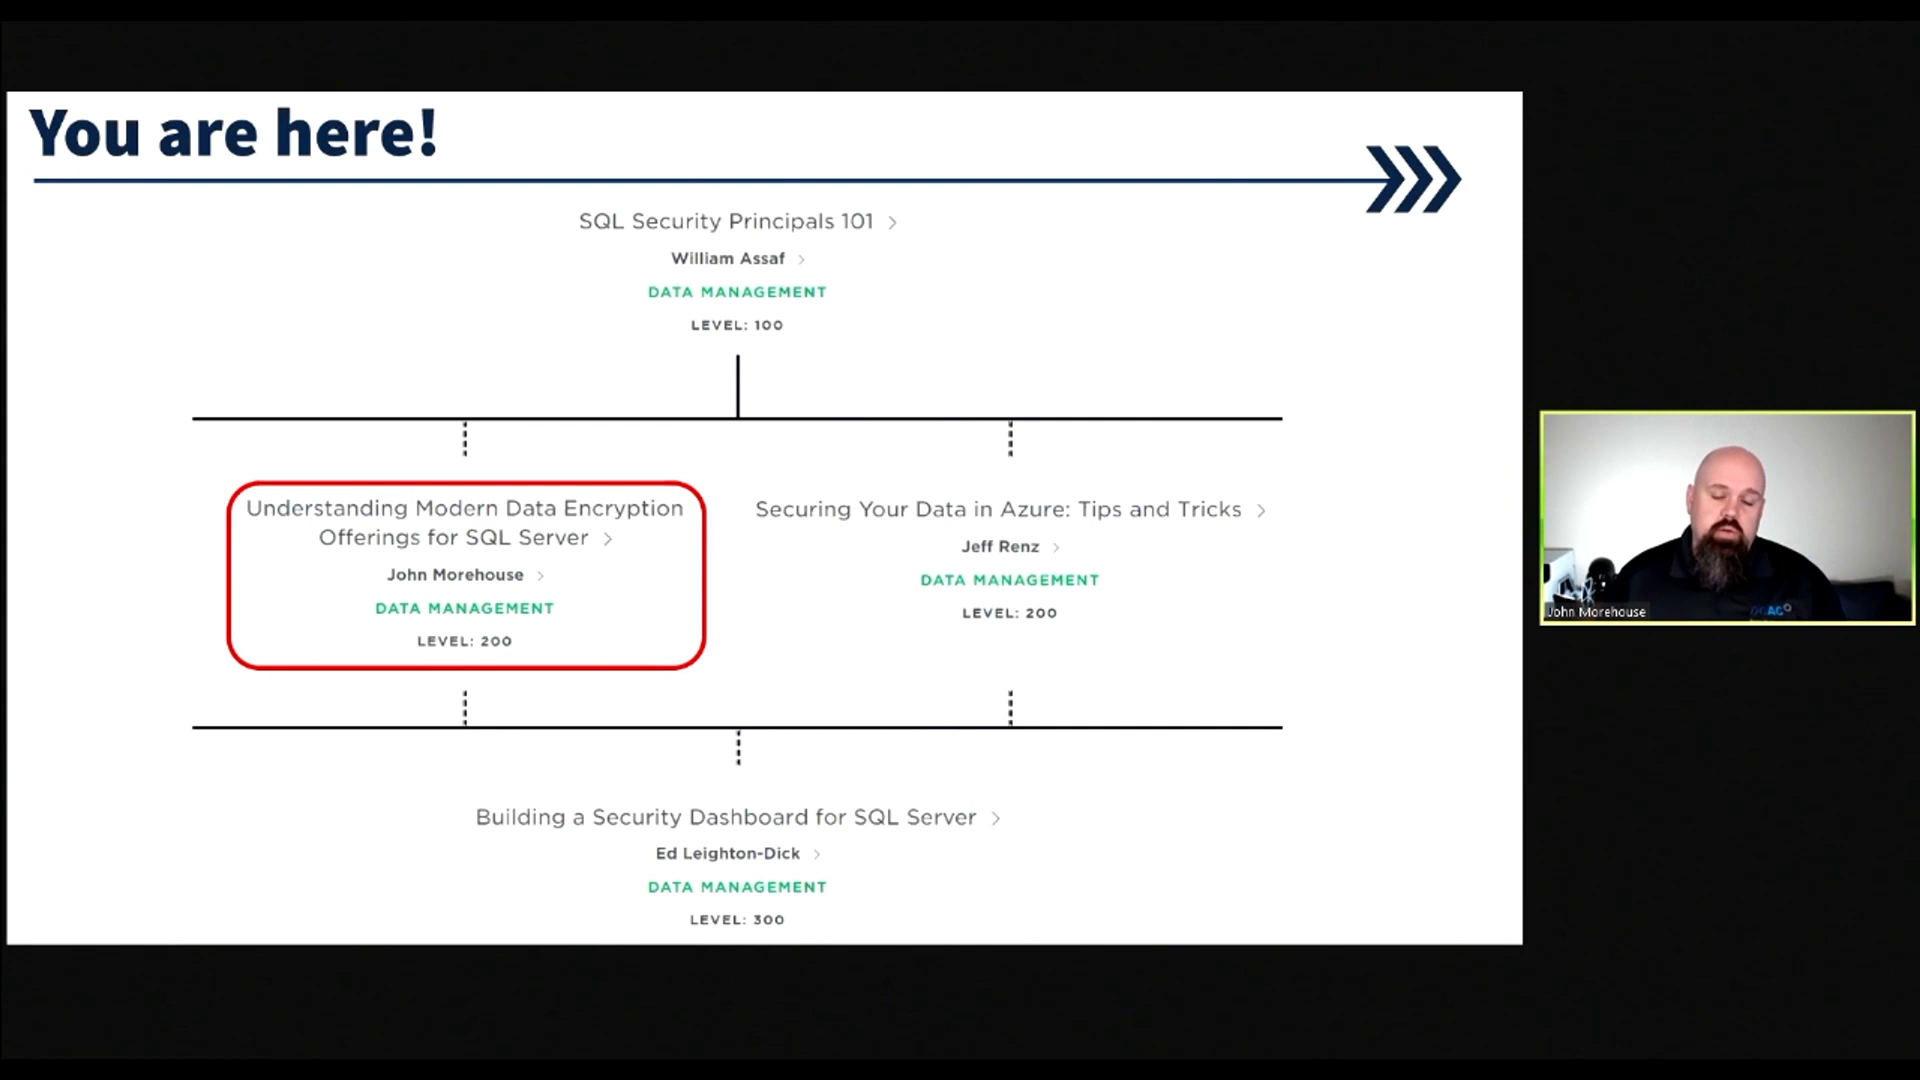 You are here!
SQL Security Principals 101
William Assaf
DATA MANAGEMENT
LEVEL: 100
Understanding Modern Data Encryption
Offerings for SQL Server
John Morehouse
DATA MANAGEMENT
LEVEL: 200
Securing Your Data in Azure: Tips and Tricks
Jeff Renz
DATA MANAGEMENT
LEVEL: 200
Building a Security Dashboard for SQL Server
Ed Leighton-Dick
DATA MANAGEMENT
LEVEL: 300
John Morehouse
DCAC